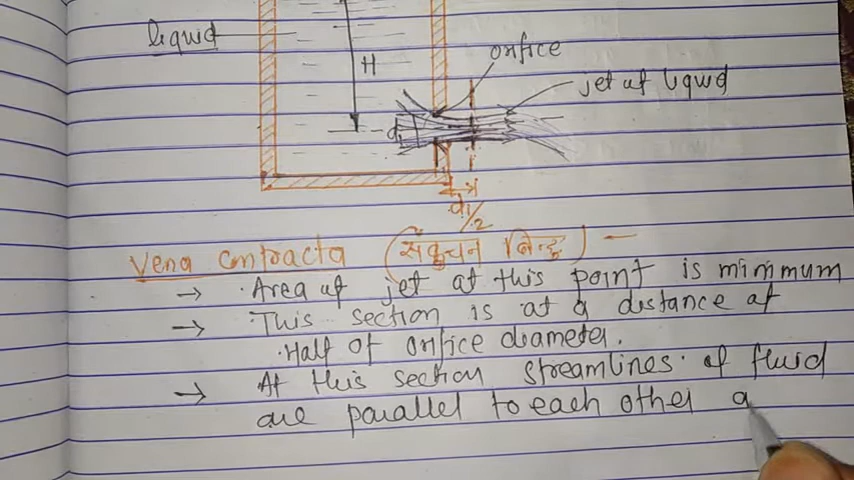 orifice
liquid
H
jet of liquid
d₁
d₁/2
Vena Contracta (संकुचन बिन्दु) —
→ Area of jet at this point is minimum
→ This section is at a distance of
Half of orifice diameter.
→ At this section streamlines of fluid
are parallel to each other a